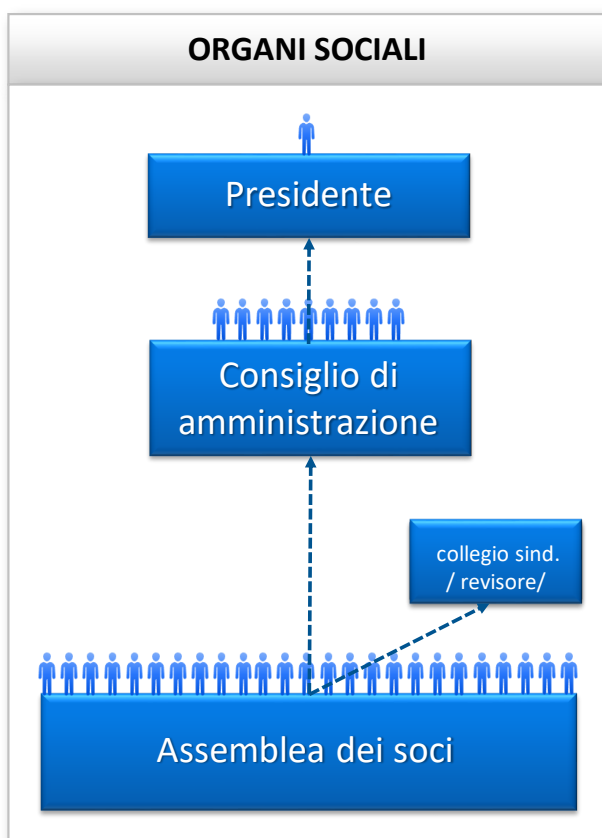 ORGANI SOCIALI
Presidente
Consiglio di
amministrazione
collegio sind.
/ revisore/
Assemblea dei soci